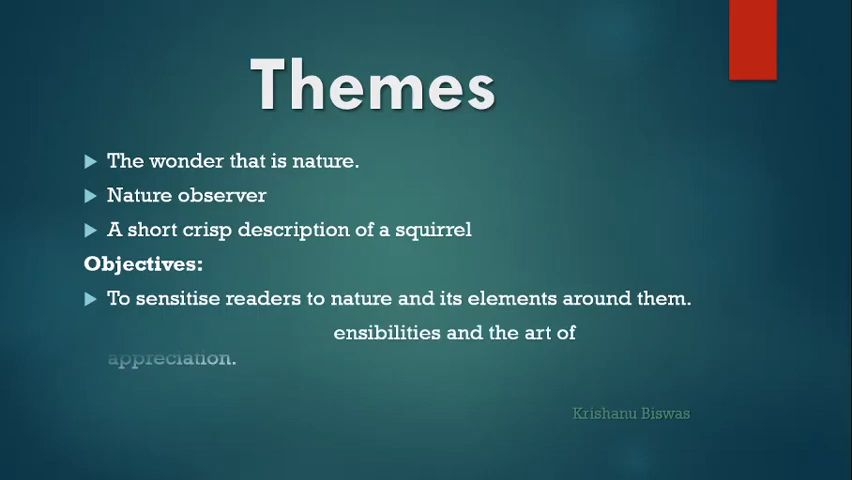 Themes
The wonder that is nature.
Nature observer
A short crisp description of a squirrel
Objectives:
To sensitise readers to nature and its elements around them.
ensibilities and the art of
appreciation.
Krishanu Biswas